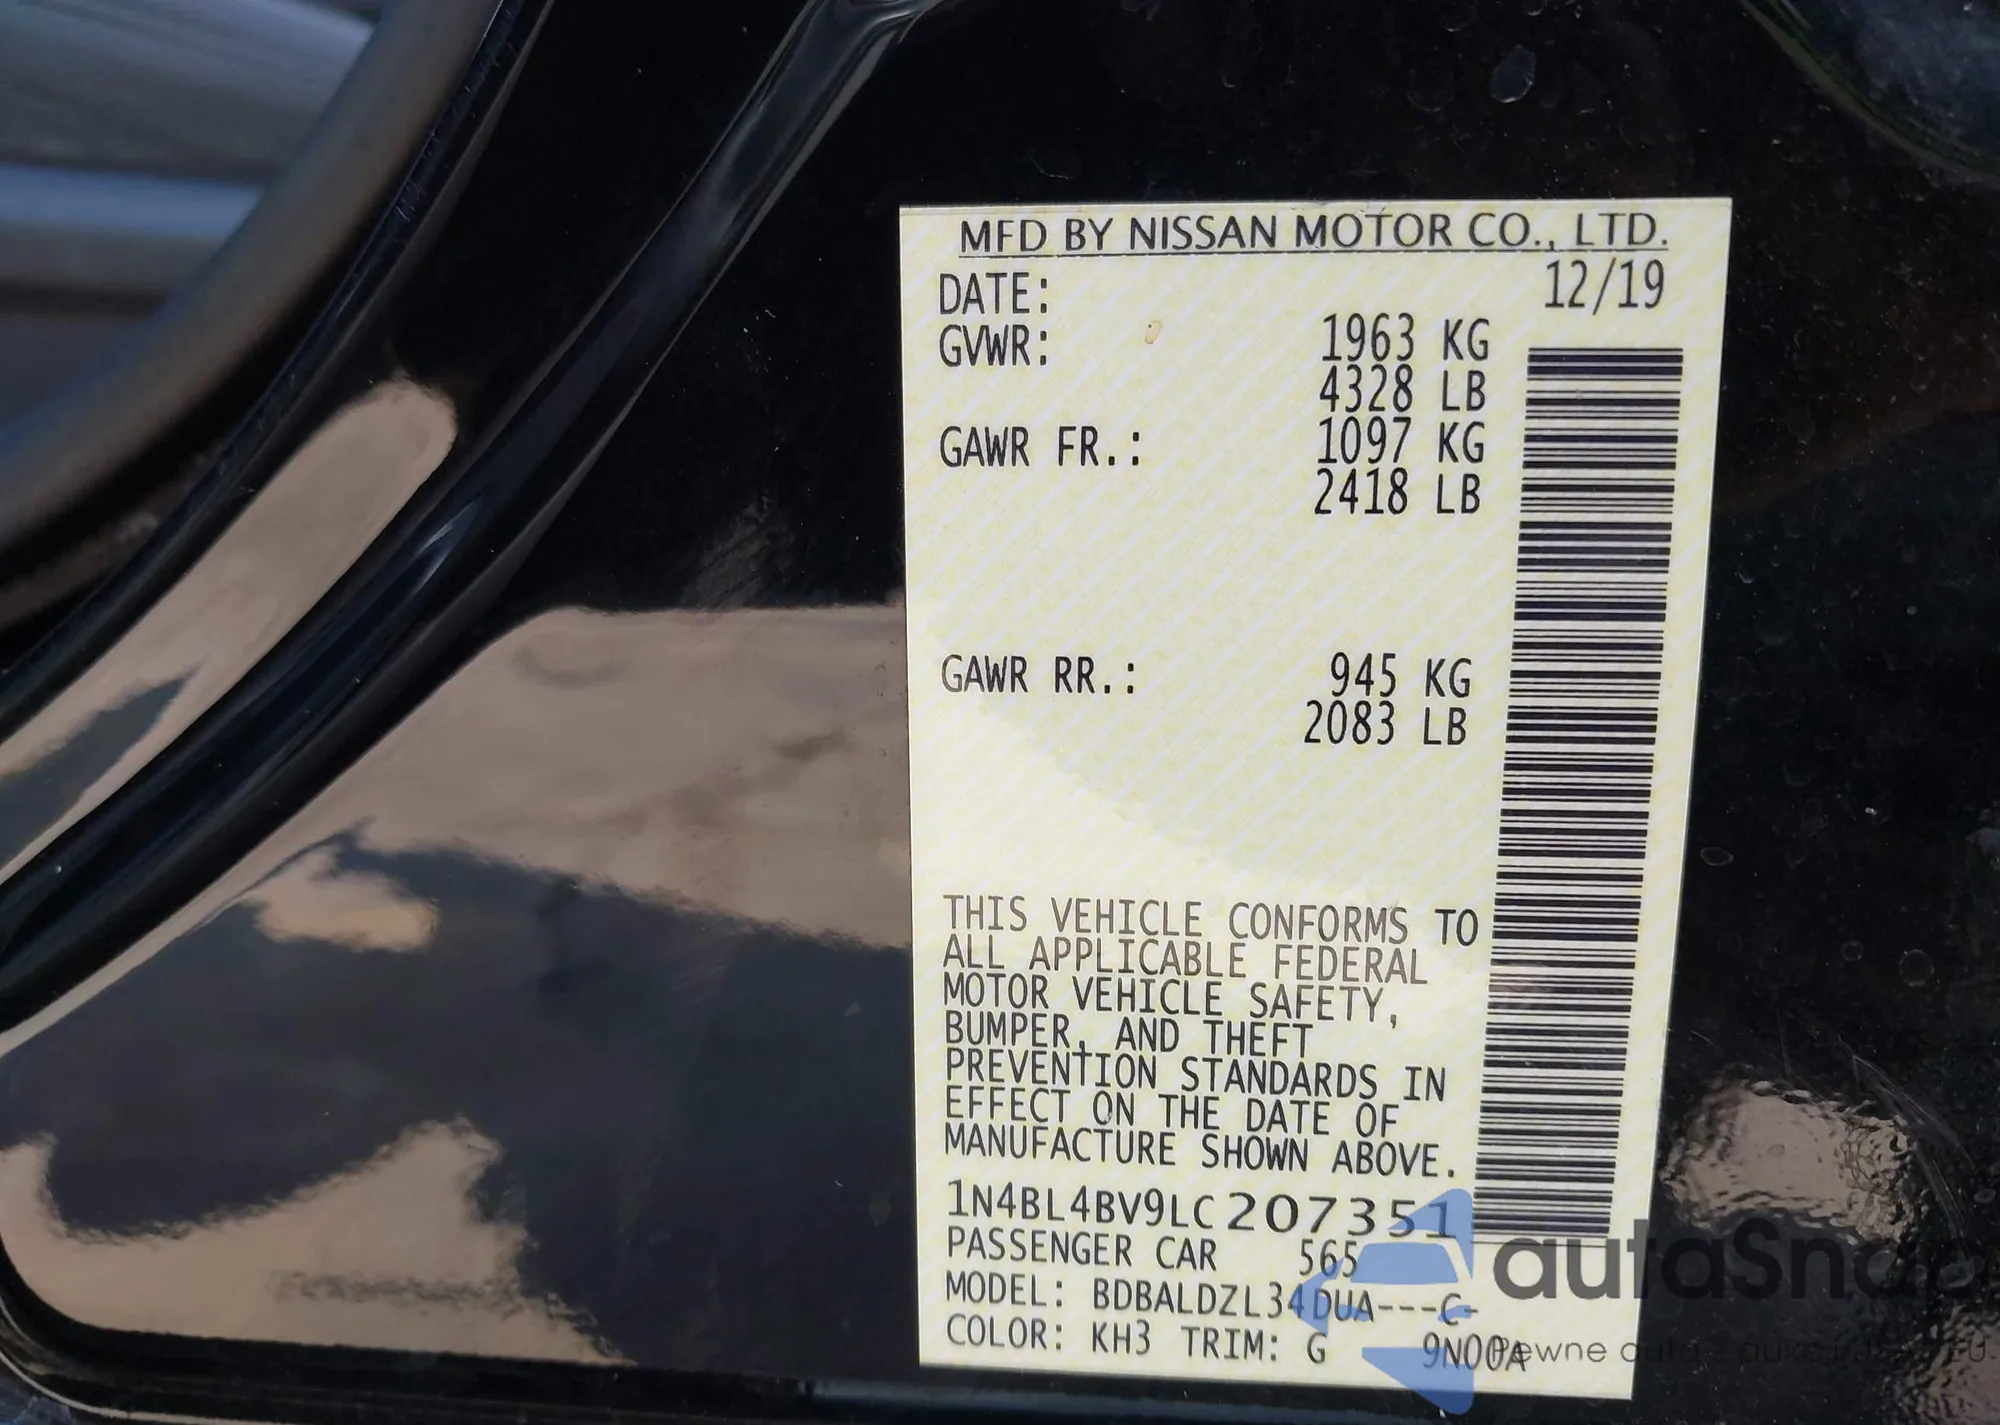 MFD BY NISSAN MOTOR CO., LTD.
DATE: 12/19
GVWR: 1963 KG
4328 LB
GAWR FR.: 1097 KG
2418 LB
GAWR RR.: 945 KG
2083 LB
THIS VEHICLE CONFORMS TO
ALL APPLICABLE FEDERAL
MOTOR VEHICLE SAFETY,
BUMPER, AND THEFT
PREVENTION STANDARDS IN
EFFECT ON THE DATE OF
MANUFACTURE SHOWN ABOVE.
1N4BL4BV9LC207351
PASSENGER CAR 565
MODEL: BDBALDZL34DUA---C-
COLOR: KH3 TRIM: G 9N00A
autaSnap
Pewne auta z